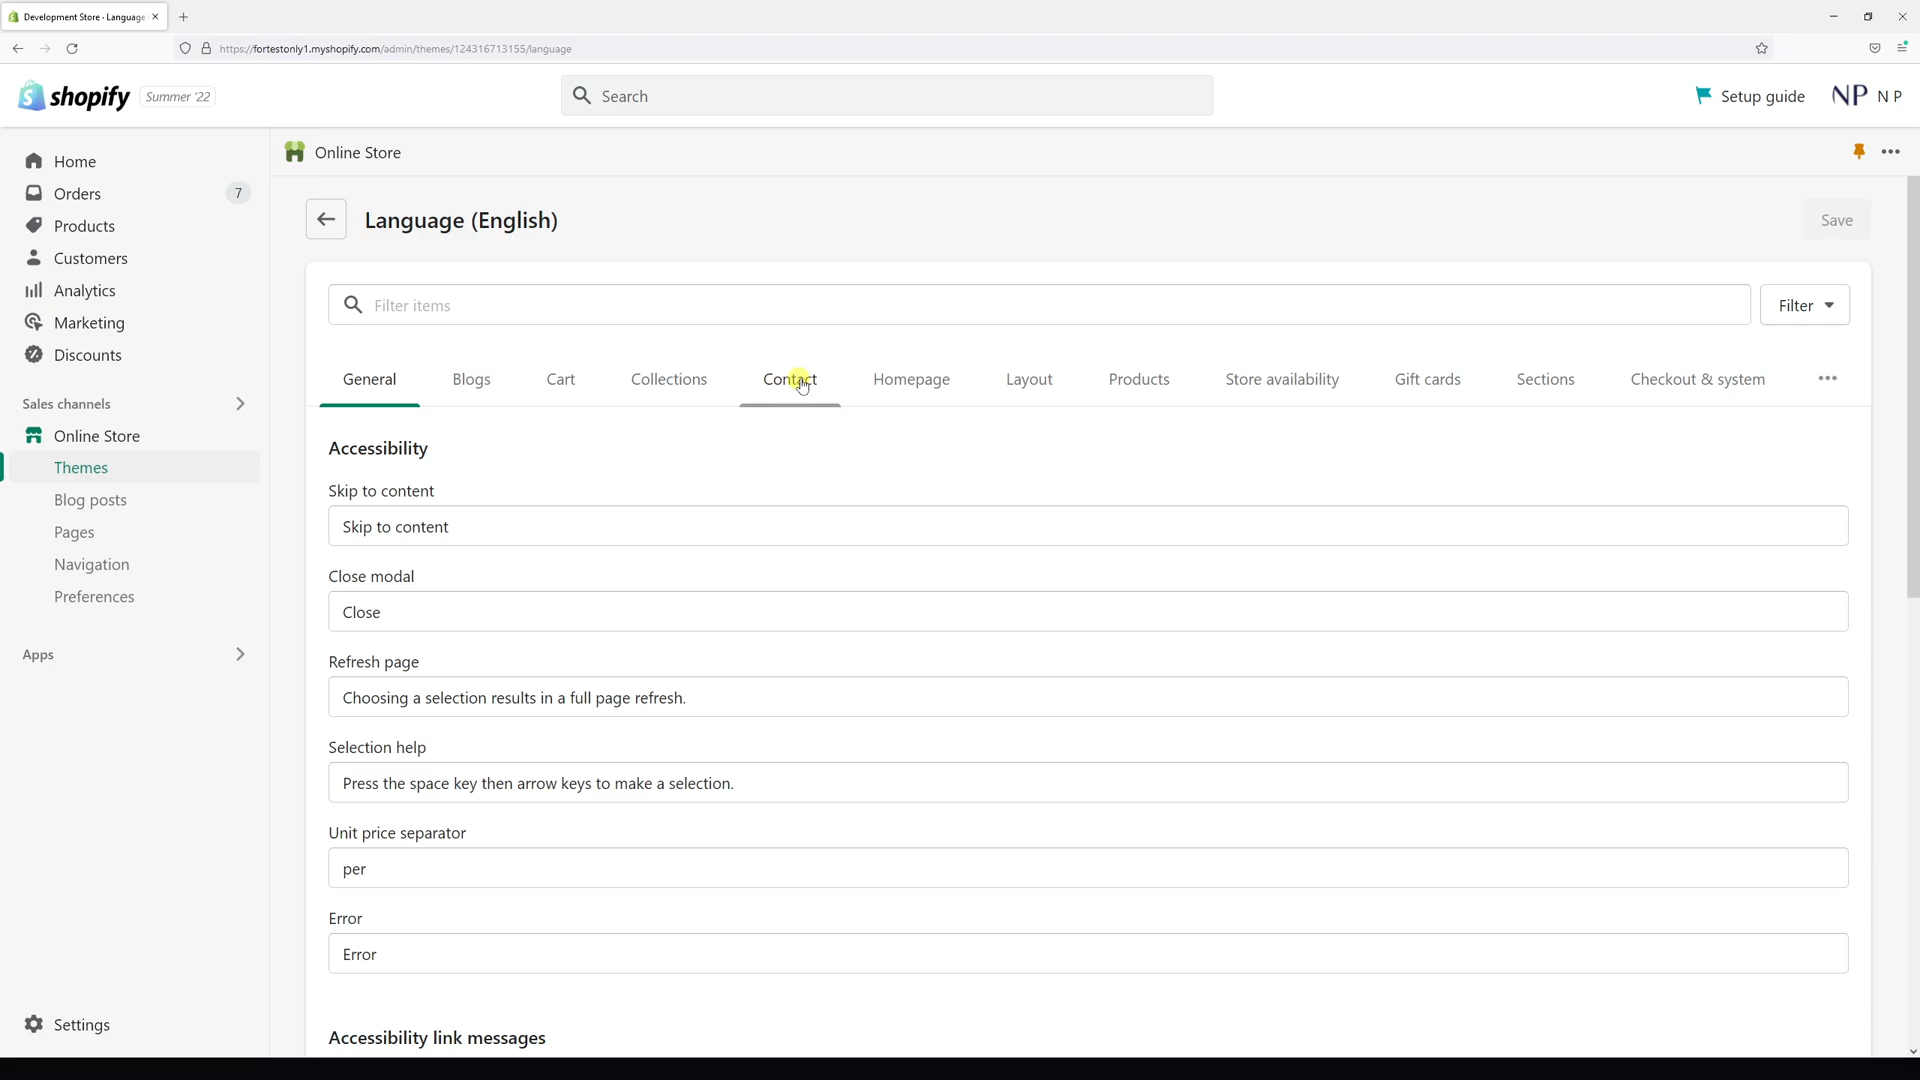 Development Store · Language
https://fortestonly1.myshopify.com/admin/themes/124316713155/language
shopify
Summer '22
Search
Setup guide
NP
N P
Home
Orders
7
Products
Customers
Analytics
Marketing
Discounts
Sales channels
Online Store
Themes
Blog posts
Pages
Navigation
Preferences
Apps
Settings
Online Store
Language (English)
Save
Filter items
Filter
General
Blogs
Cart
Collections
Contact
Homepage
Layout
Products
Store availability
Gift cards
Sections
Checkout & system
Accessibility
Skip to content
Skip to content
Close modal
Close
Refresh page
Choosing a selection results in a full page refresh.
Selection help
Press the space key then arrow keys to make a selection.
Unit price separator
per
Error
Error
Accessibility link messages